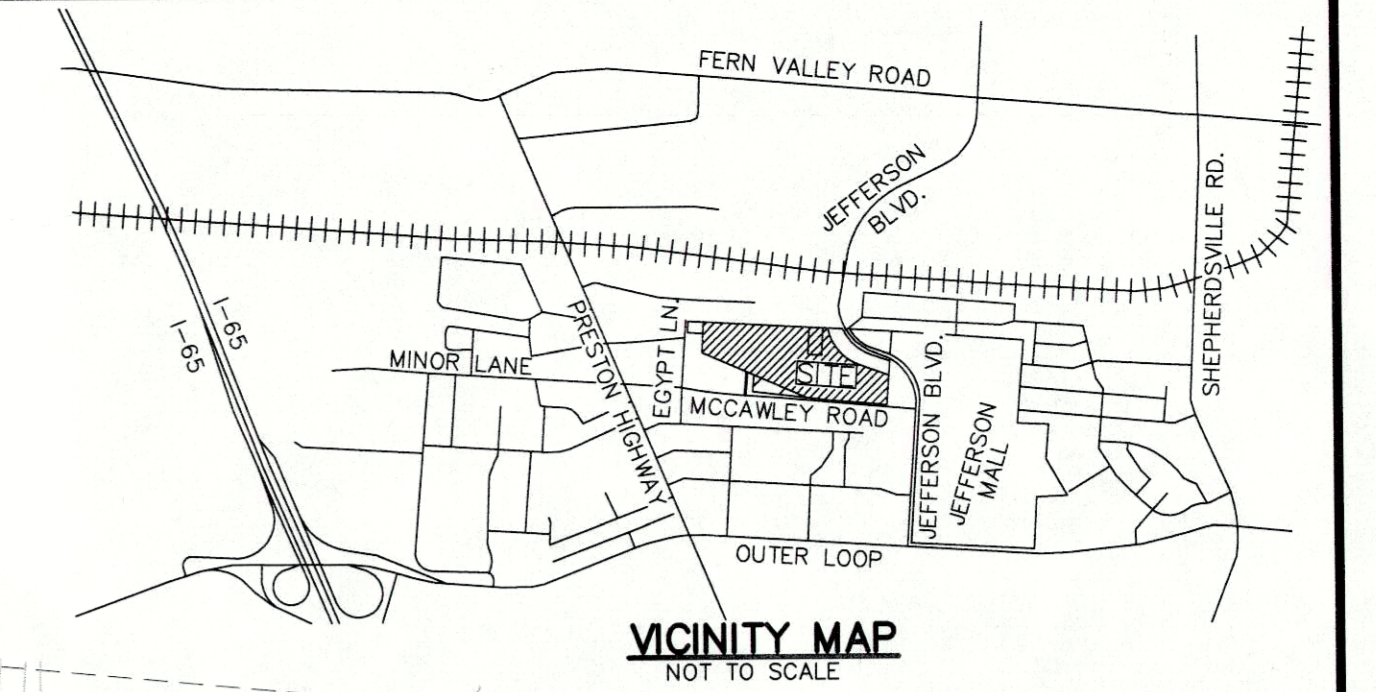 FERN VALLEY ROAD
JEFFERSON
BLVD.
SHEPHERDSVILLE RD.
I-65
I-65
PRESTON HIGHWAY
EGYPT LN.
MINOR LANE
SITE
MCCAWLEY ROAD
JEFFERSON BLVD.
JEFFERSON
MALL
OUTER LOOP
VICINITY MAP
NOT TO SCALE